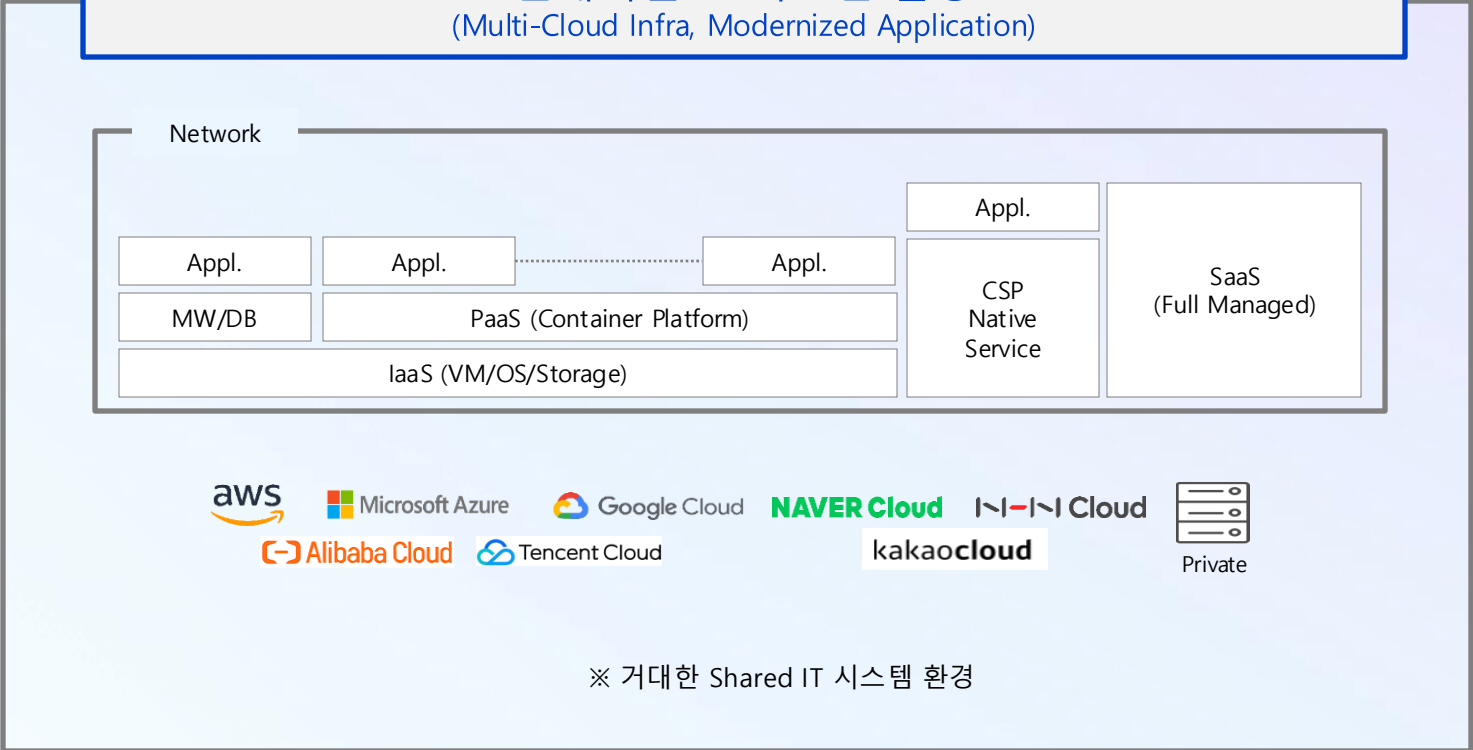 (Multi-Cloud Infra, Modernized Application)
Network
Appl.
Appl.
Appl.
Appl.
MW/DB
PaaS (Container Platform)
IaaS (VM/OS/Storage)
CSP
Native
Service
SaaS
(Full Managed)
aws
Microsoft Azure
Google Cloud
NAVER Cloud
NHN Cloud
Alibaba Cloud
Tencent Cloud
kakaocloud
Private
※ 거대한 Shared IT 시스템 환경